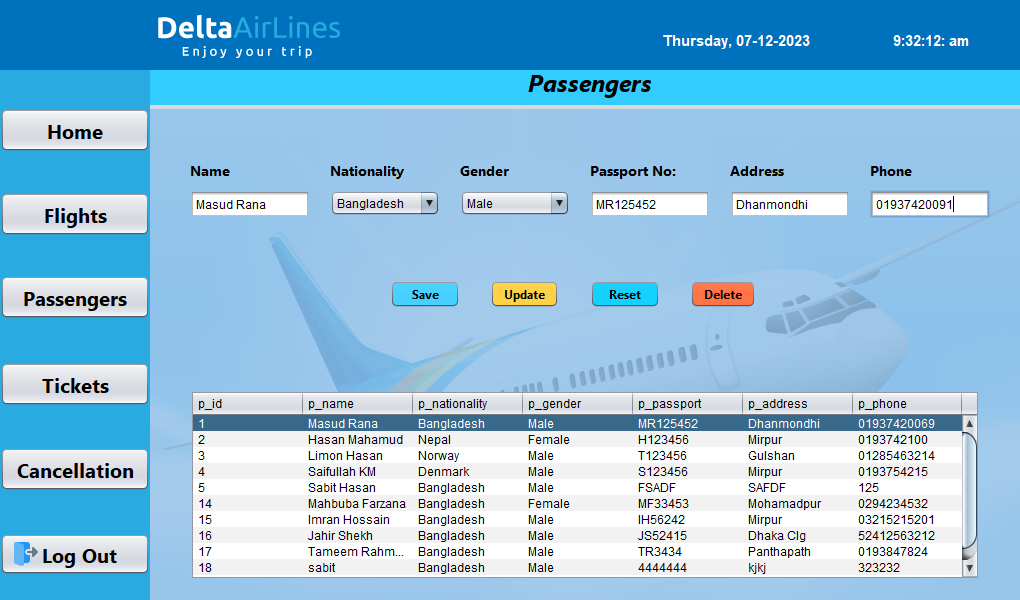 DeltaAirLines
Enjoy your trip
Thursday, 07-12-2023 9:32:12: am
Passengers
Home
Flights
Passengers
Tickets
Cancellation
Log Out
Name Nationality Gender Passport No: Address Phone
Masud Rana Bangladesh Male MR125452 Dhanmondhi 01937420091
Save Update Reset Delete
p_id p_name p_nationality p_gender p_passport p_address p_phone
1 Masud Rana Bangladesh Male MR125452 Dhanmondhi 01937420069
2 Hasan Mahamud Nepal Female H123456 Mirpur 0193742100
3 Limon Hasan Norway Male T123456 Gulshan 01285463214
4 Saifullah KM Denmark Male S123456 Mirpur 0193754215
5 Sabit Hasan Bangladesh Male FSADF SAFDF 125
14 Mahbuba Farzana Bangladesh Female MF33453 Mohamadpur 0294234532
15 Imran Hossain Bangladesh Male IH56242 Mirpur 03215215201
16 Jahir Shekh Bangladesh Male JS52415 Dhaka Clg 52412563212
17 Tameem Rahm... Bangladesh Male TR3434 Panthapath 0193847824
18 sabit Bangladesh Male 4444444 kjkj 323232